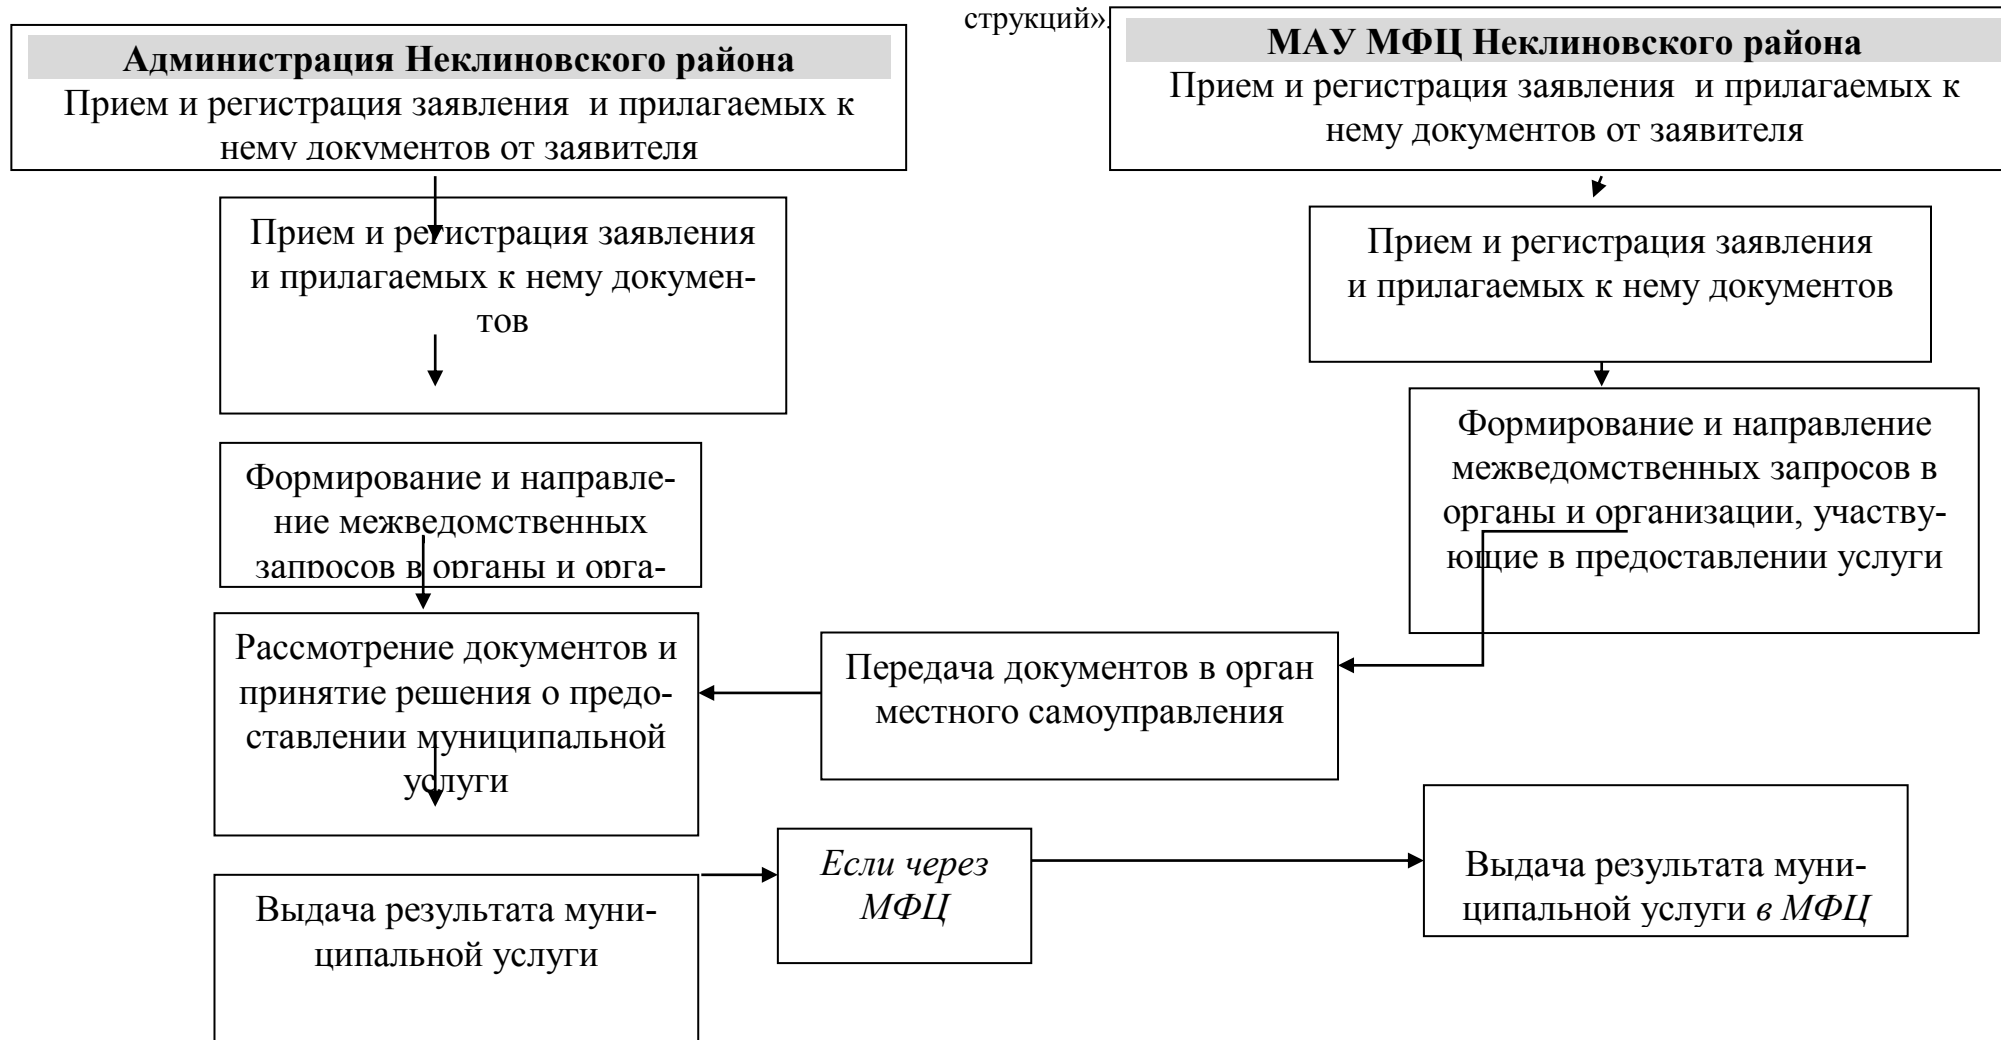 струкций».
Администрация Неклиновского района
Прием и регистрация заявления и прилагаемых к
нему документов от заявителя
МАУ МФЦ Неклиновского района
Прием и регистрация заявления и прилагаемых к
нему документов от заявителя
Прием и регистрация заявления
и прилагаемых к нему докумен-
тов
Прием и регистрация заявления
и прилагаемых к нему документов
Формирование и направле-
ние межведомственных
запросов в органы и орга-
Формирование и направление
межведомственных запросов в
органы и организации, участву-
ющие в предоставлении услуги
Рассмотрение документов и
принятие решения о предо-
ставлении муниципальной
услуги
Передача документов в орган
местного самоуправления
Выдача результата муни-
ципальной услуги
Если через
МФЦ
Выдача результата муни-
ципальной услуги в МФЦ